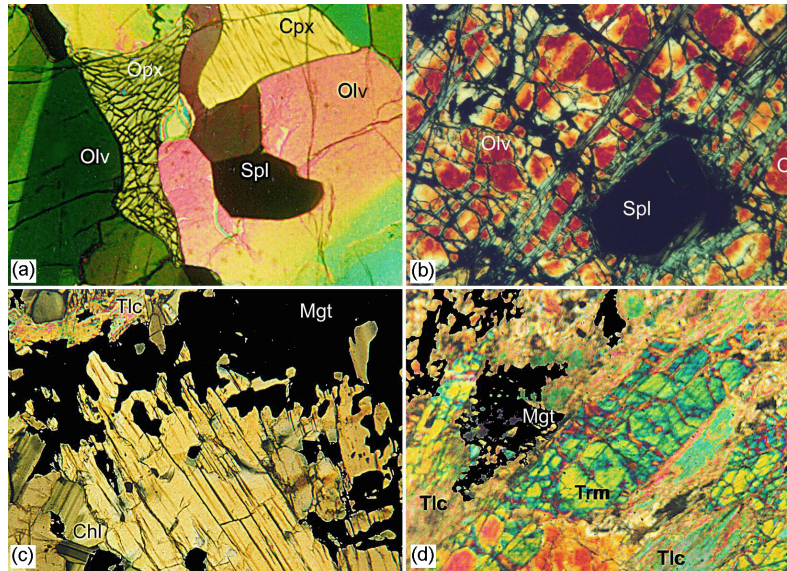 Cpx
Opx
Olv
Olv
Spl
(a)
Olv
O
Spl
(b)
Tlc
Mgt
Chl
(c)
Mgt
Tlc
Trm
Tlc
(d)